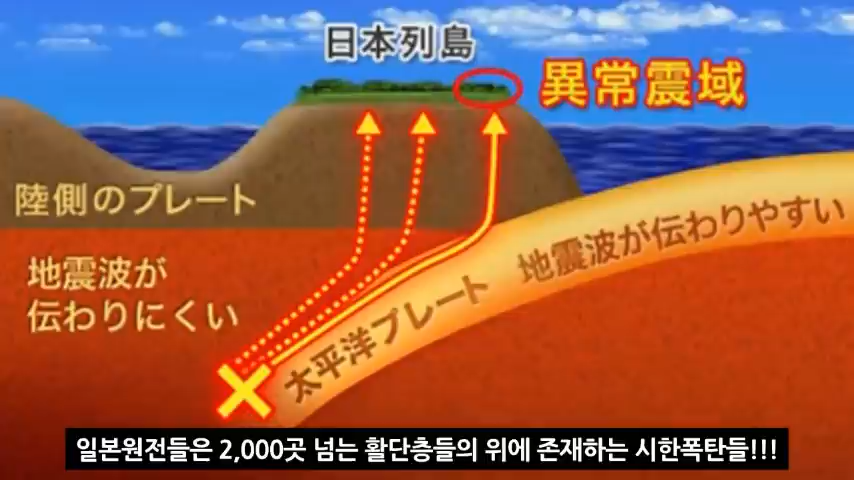 日本列島
異常震域
陸側のプレート
地震波が伝わりやすい
地震波が
伝わりにくい
太平洋プレート
일본원전들은 2,000곳 넘는 활단층들의 위에 존재하는 시한폭탄들!!!